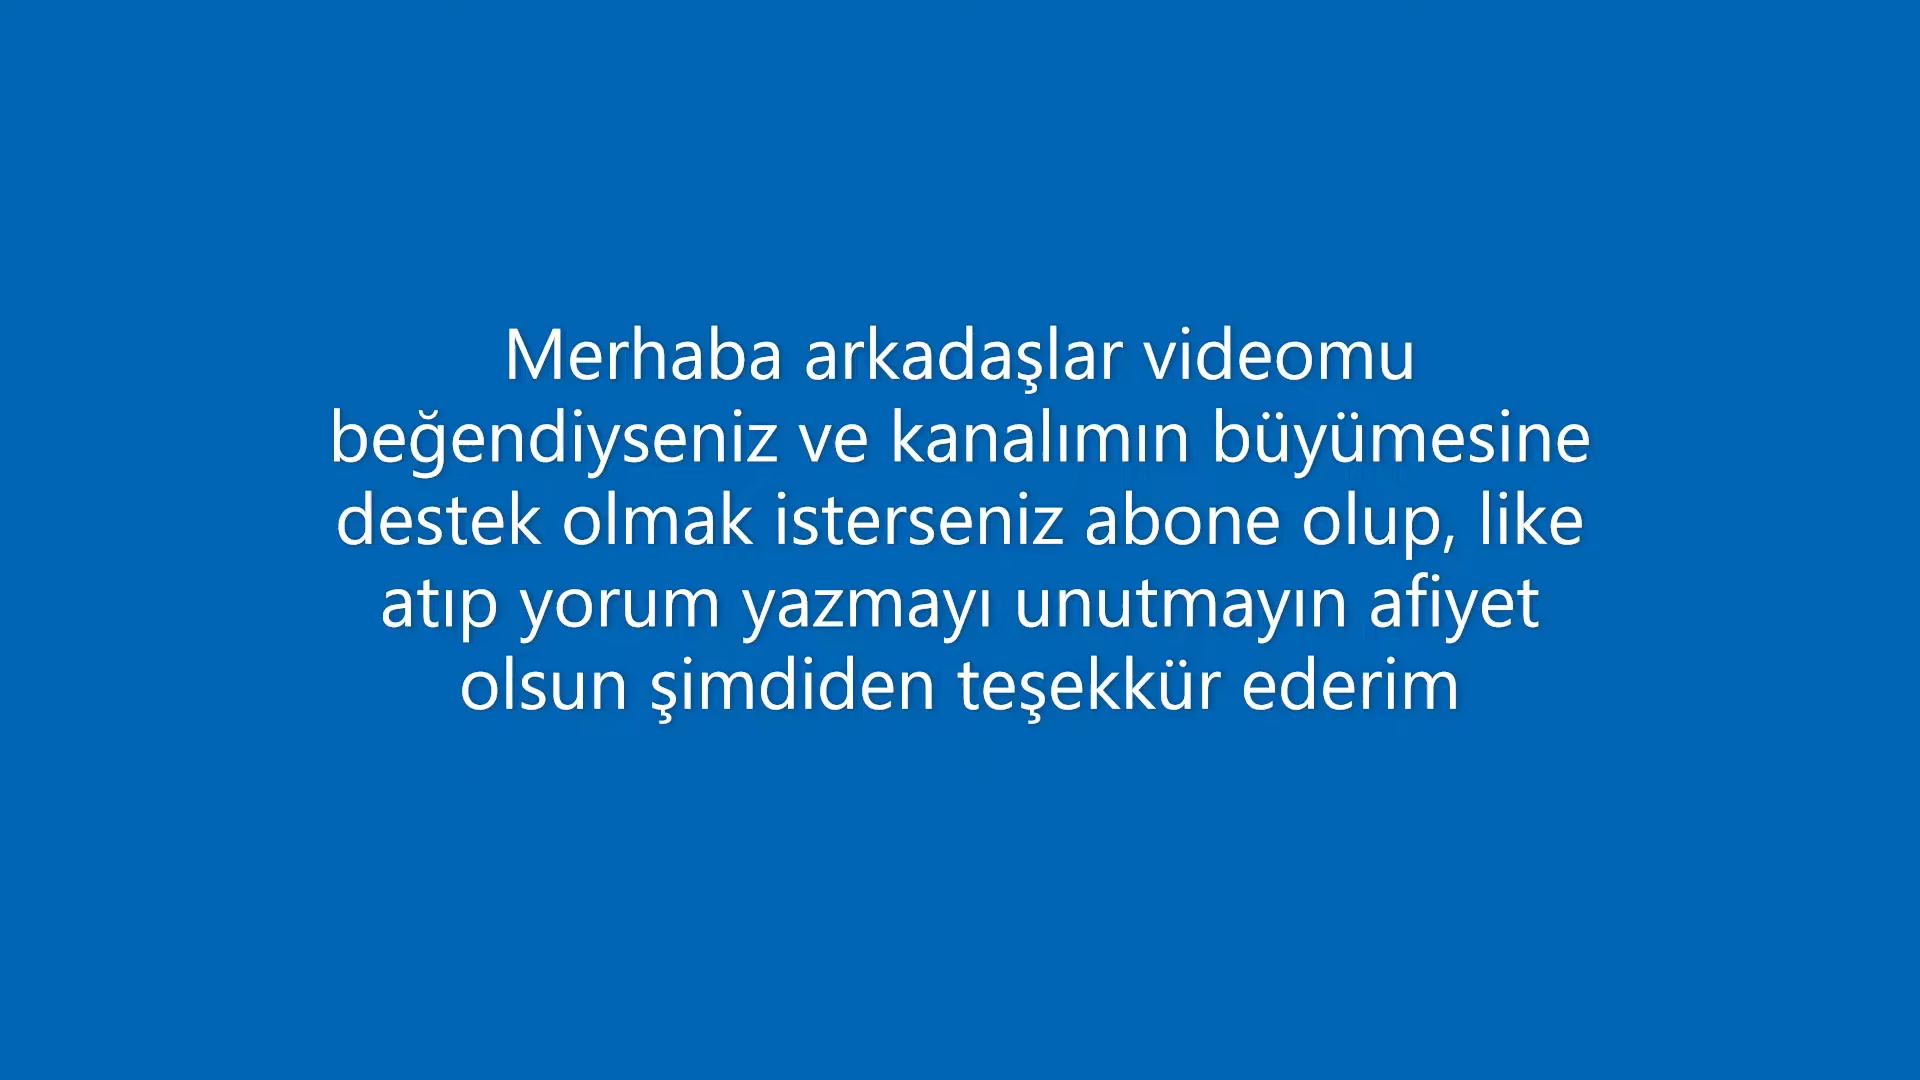 Merhaba arkadaşlar videomu
beğendiyseniz ve kanalımın büyümesine
destek olmak isterseniz abone olup, like
atıp yorum yazmayı unutmayın afiyet
olsun şimdiden teşekkür ederim